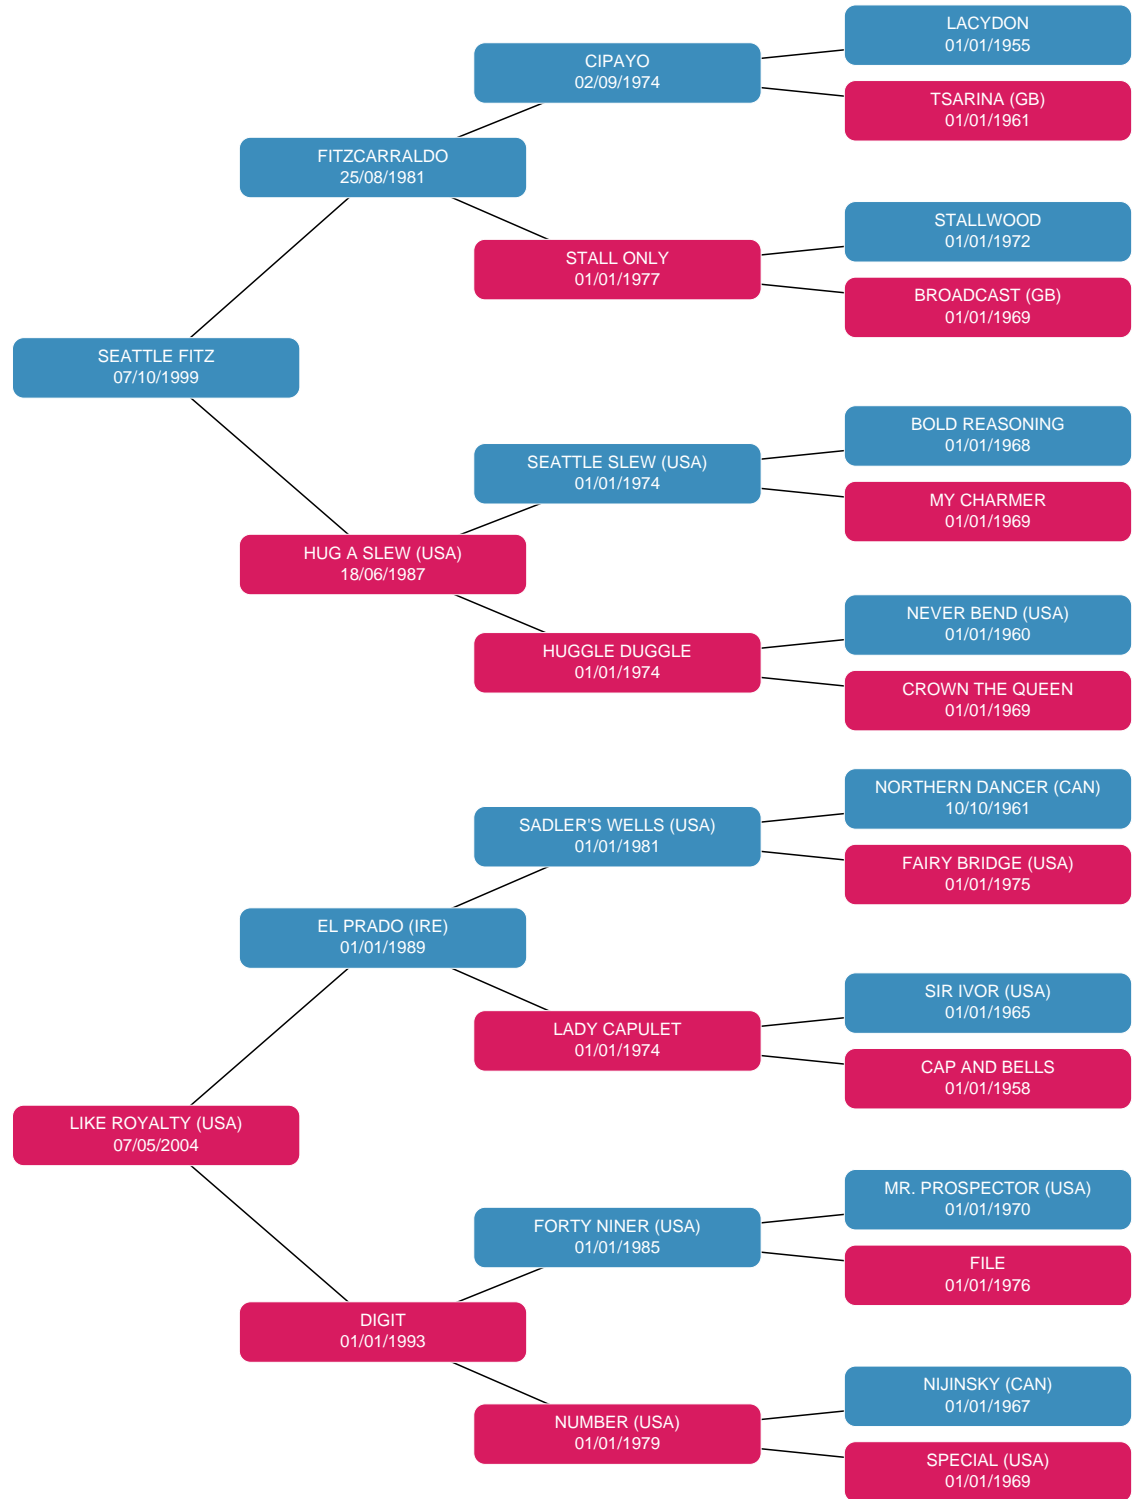 LACYDON
01/01/1955
CIPAYO
02/09/1974
TSARINA (GB)
01/01/1961
FITZCARRALDO
25/08/1981
STALLWOOD
01/01/1972
STALL ONLY
01/01/1977
BROADCAST (GB)
01/01/1969
SEATTLE FITZ
07/10/1999
BOLD REASONING
01/01/1968
SEATTLE SLEW (USA)
01/01/1974
MY CHARMER
01/01/1969
HUG A SLEW (USA)
18/06/1987
NEVER BEND (USA)
01/01/1960
HUGGLE DUGGLE
01/01/1974
CROWN THE QUEEN
01/01/1969
NORTHERN DANCER (CAN)
10/10/1961
SADLER'S WELLS (USA)
01/01/1981
FAIRY BRIDGE (USA)
01/01/1975
EL PRADO (IRE)
01/01/1989
SIR IVOR (USA)
01/01/1965
LADY CAPULET
01/01/1974
CAP AND BELLS
01/01/1958
LIKE ROYALTY (USA)
07/05/2004
MR. PROSPECTOR (USA)
01/01/1970
FORTY NINER (USA)
01/01/1985
FILE
01/01/1976
DIGIT
01/01/1993
NIJINSKY (CAN)
01/01/1967
NUMBER (USA)
01/01/1979
SPECIAL (USA)
01/01/1969